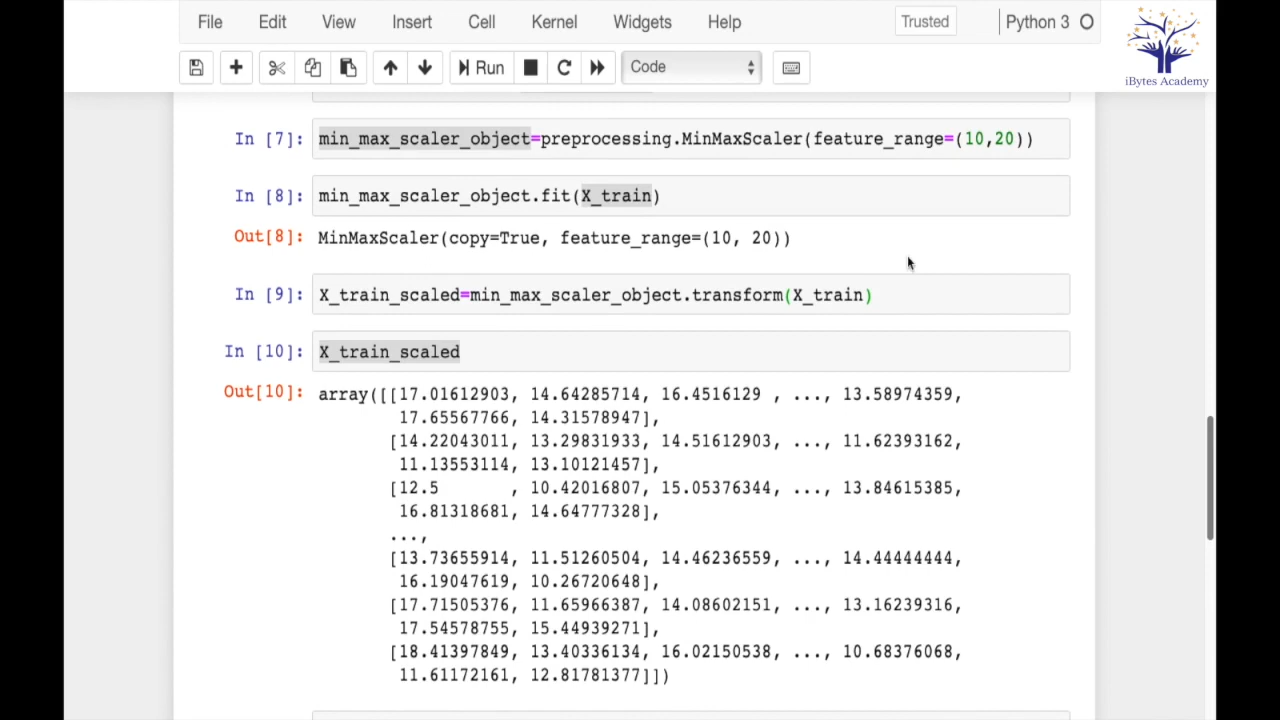 File Edit View Insert Cell Kernel Widgets Help Trusted Python 3
iBytes Academy
Run Code
In [7]: min_max_scaler_object=preprocessing.MinMaxScaler(feature_range=(10,20))
In [8]: min_max_scaler_object.fit(X_train)
Out[8]: MinMaxScaler(copy=True, feature_range=(10, 20))
In [9]: X_train_scaled=min_max_scaler_object.transform(X_train)
In [10]: X_train_scaled
Out[10]: array([[17.01612903, 14.64285714, 16.4516129 , ..., 13.58974359,
17.65567766, 14.31578947],
[14.22043011, 13.29831933, 14.51612903, ..., 11.62393162,
11.13553114, 13.10121457],
[12.5 , 10.42016807, 15.05376344, ..., 13.84615385,
16.81318681, 14.64777328],
...,
[13.73655914, 11.51260504, 14.46236559, ..., 14.44444444,
16.19047619, 10.26720648],
[17.71505376, 11.65966387, 14.08602151, ..., 13.16239316,
17.54578755, 15.44939271],
[18.41397849, 13.40336134, 16.02150538, ..., 10.68376068,
11.61172161, 12.81781377]])